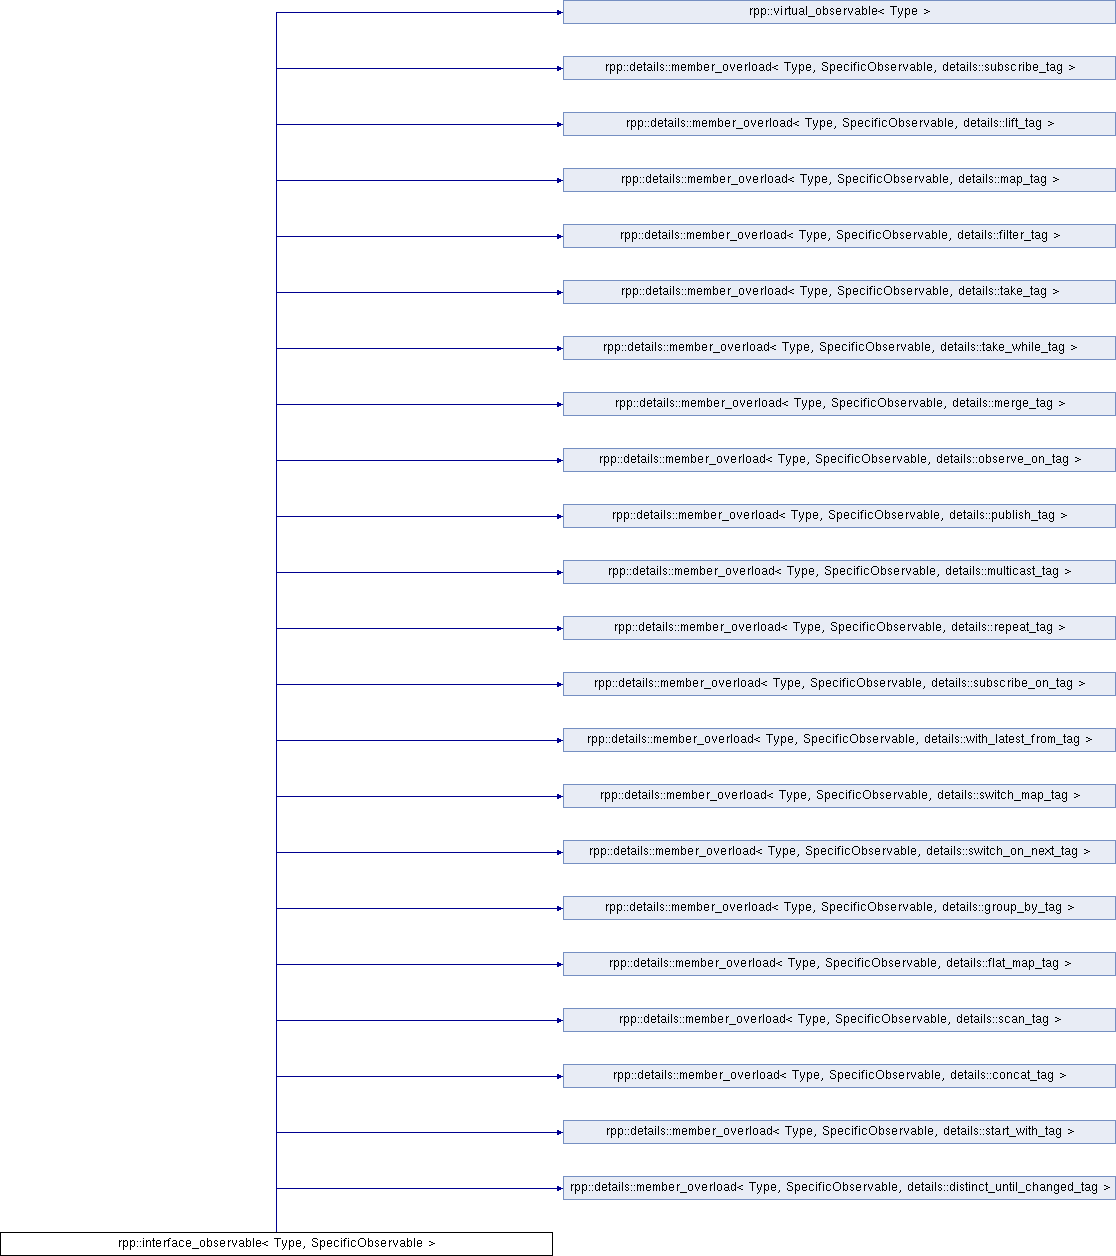 rpp::virtual_observable< Type >
rpp::details::member_overload< Type, SpecificObservable, details::subscribe_tag >
rpp::details::member_overload< Type, SpecificObservable, details::lift_tag >
rpp::details::member_overload< Type, SpecificObservable, details::map_tag >
rpp::details::member_overload< Type, SpecificObservable, details::filter_tag >
rpp::details::member_overload< Type, SpecificObservable, details::take_tag >
rpp::details::member_overload< Type, SpecificObservable, details::take_while_tag >
rpp::details::member_overload< Type, SpecificObservable, details::merge_tag >
rpp::details::member_overload< Type, SpecificObservable, details::observe_on_tag >
rpp::details::member_overload< Type, SpecificObservable, details::publish_tag >
rpp::details::member_overload< Type, SpecificObservable, details::multicast_tag >
rpp::details::member_overload< Type, SpecificObservable, details::repeat_tag >
rpp::details::member_overload< Type, SpecificObservable, details::subscribe_on_tag >
rpp::details::member_overload< Type, SpecificObservable, details::with_latest_from_tag >
rpp::details::member_overload< Type, SpecificObservable, details::switch_map_tag >
rpp::details::member_overload< Type, SpecificObservable, details::switch_on_next_tag >
rpp::details::member_overload< Type, SpecificObservable, details::group_by_tag >
rpp::details::member_overload< Type, SpecificObservable, details::flat_map_tag >
rpp::details::member_overload< Type, SpecificObservable, details::scan_tag >
rpp::details::member_overload< Type, SpecificObservable, details::concat_tag >
rpp::details::member_overload< Type, SpecificObservable, details::start_with_tag >
rpp::details::member_overload< Type, SpecificObservable, details::distinct_until_changed_tag >
rpp::interface_observable< Type, SpecificObservable >